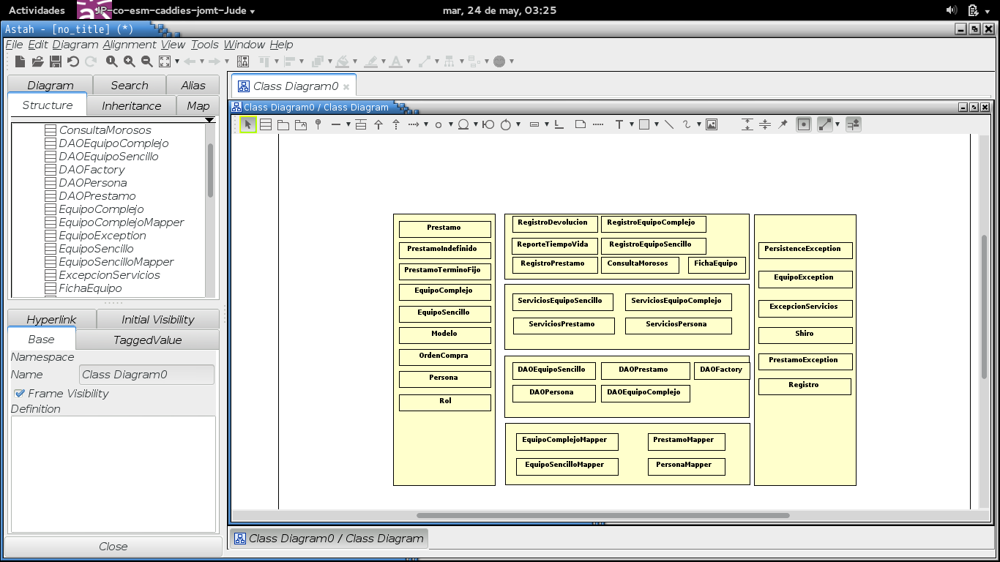 Actividades JP-co-esm-caddies-jomt-Jude mar, 24 de may, 03:25
Astah - [no_title] (*)
File Edit Diagram Alignment View Tools Window Help
Diagram Search Alias
Structure Inheritance Map
ConsultaMorosos
DAOEquipoComplejo
DAOEquipoSencillo
DAOFactory
DAOPersona
DAOPrestamo
EquipoComplejo
EquipoComplejoMapper
EquipoException
EquipoSencillo
EquipoSencilloMapper
ExcepcionServicios
FichaEquipo
Hyperlink Initial Visibility
Base TaggedValue
Namespace
Name Class Diagram0
Frame Visibility
Definition
Close
Class Diagram0
Class Diagram0 / Class Diagram
T
Prestamo
PrestamoIndefinido
PrestamoTerminoFijo
EquipoComplejo
EquipoSencillo
Modelo
OrdenCompra
Persona
Rol
RegistroDevolucion RegistroEquipoComplejo
ReporteTiempoVida RegistroEquipoSencillo
RegistroPrestamo ConsultaMorosos FichaEquipo
ServiciosEquipoSencillo ServiciosEquipoComplejo
ServiciosPrestamo ServiciosPersona
DAOEquipoSencillo DAOPrestamo DAOFactory
DAOPersona DAOEquipoComplejo
EquipoComplejoMapper PrestamoMapper
EquipoSencilloMapper PersonaMapper
PersistenceException
EquipoException
ExcepcionServicios
Shiro
PrestamoException
Registro
Class Diagram0 / Class Diagram